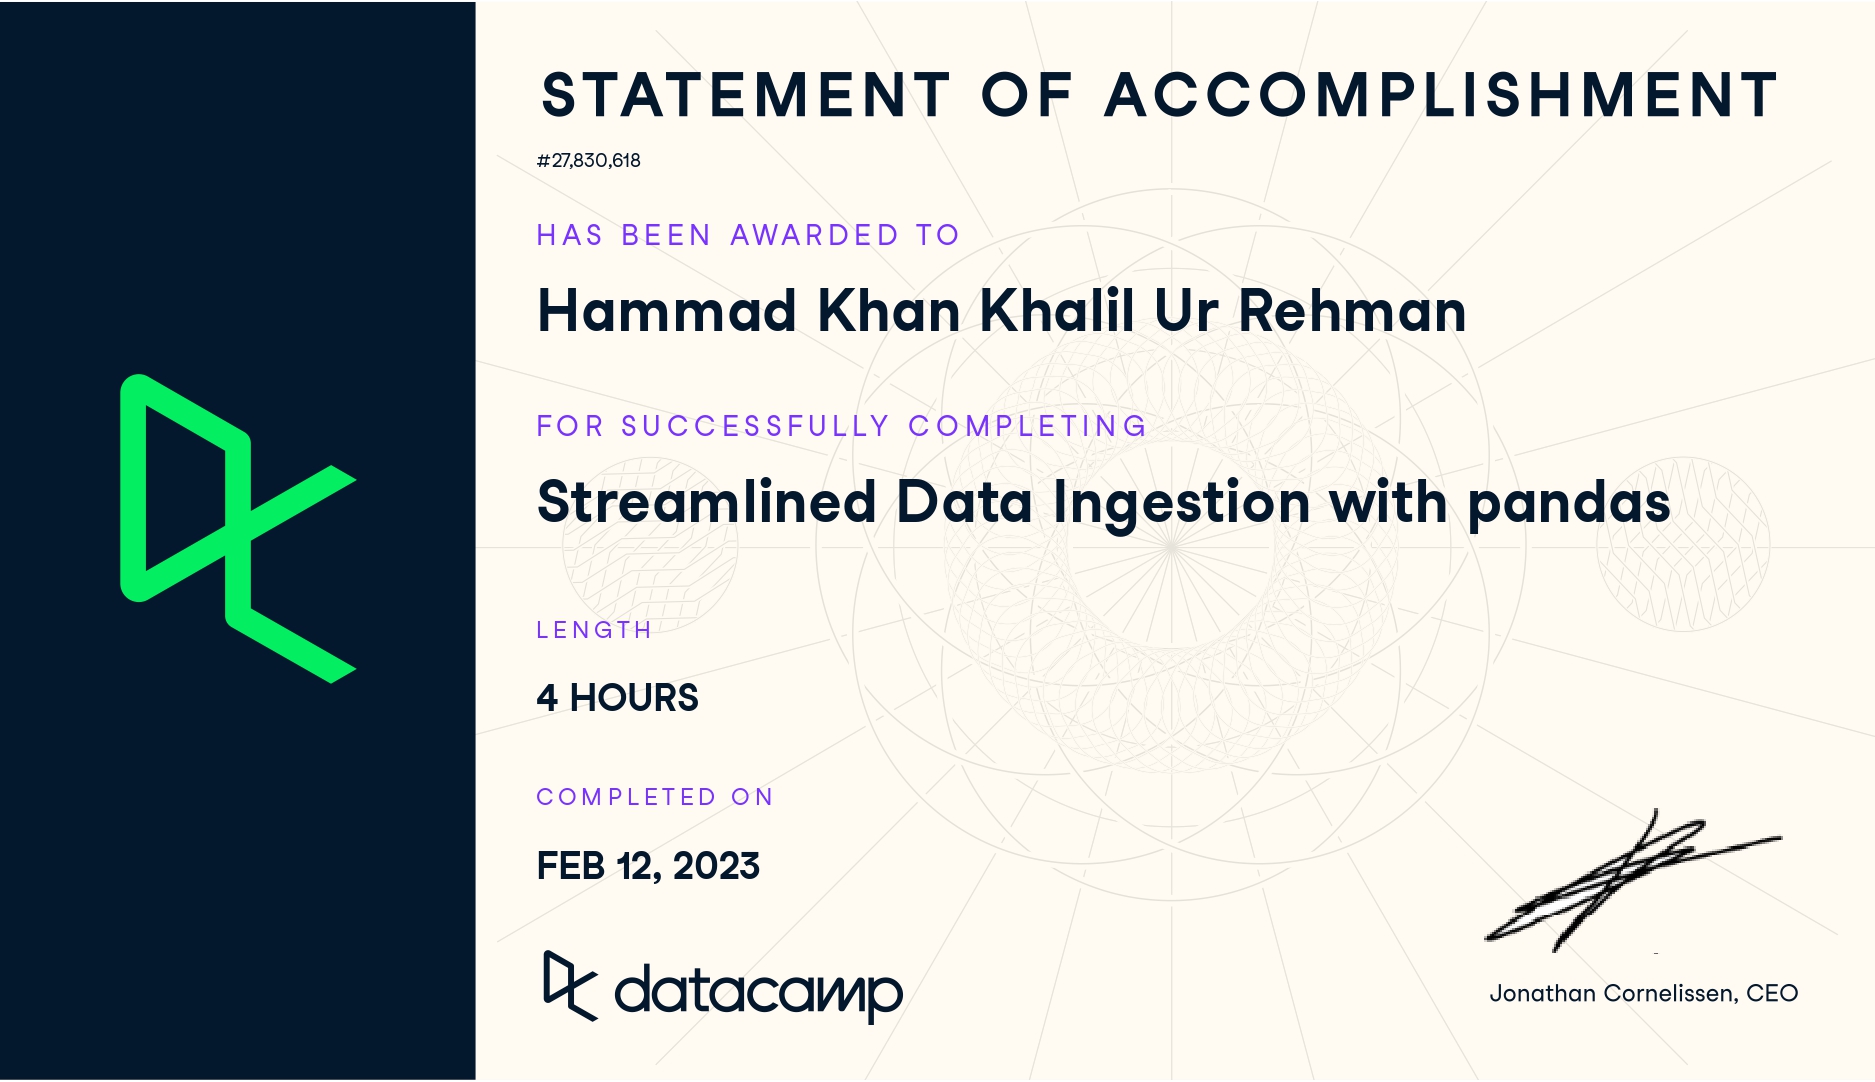 STATEMENT OF ACCOMPLISHMENT
#27,830,618
HAS BEEN AWARDED TO
Hammad Khan Khalil Ur Rehman
FOR SUCCESSFULLY COMPLETING
Streamlined Data Ingestion with pandas
LENGTH
4 HOURS
COMPLETED ON
FEB 12, 2023
datacamp
Jonathan Cornelissen, CEO